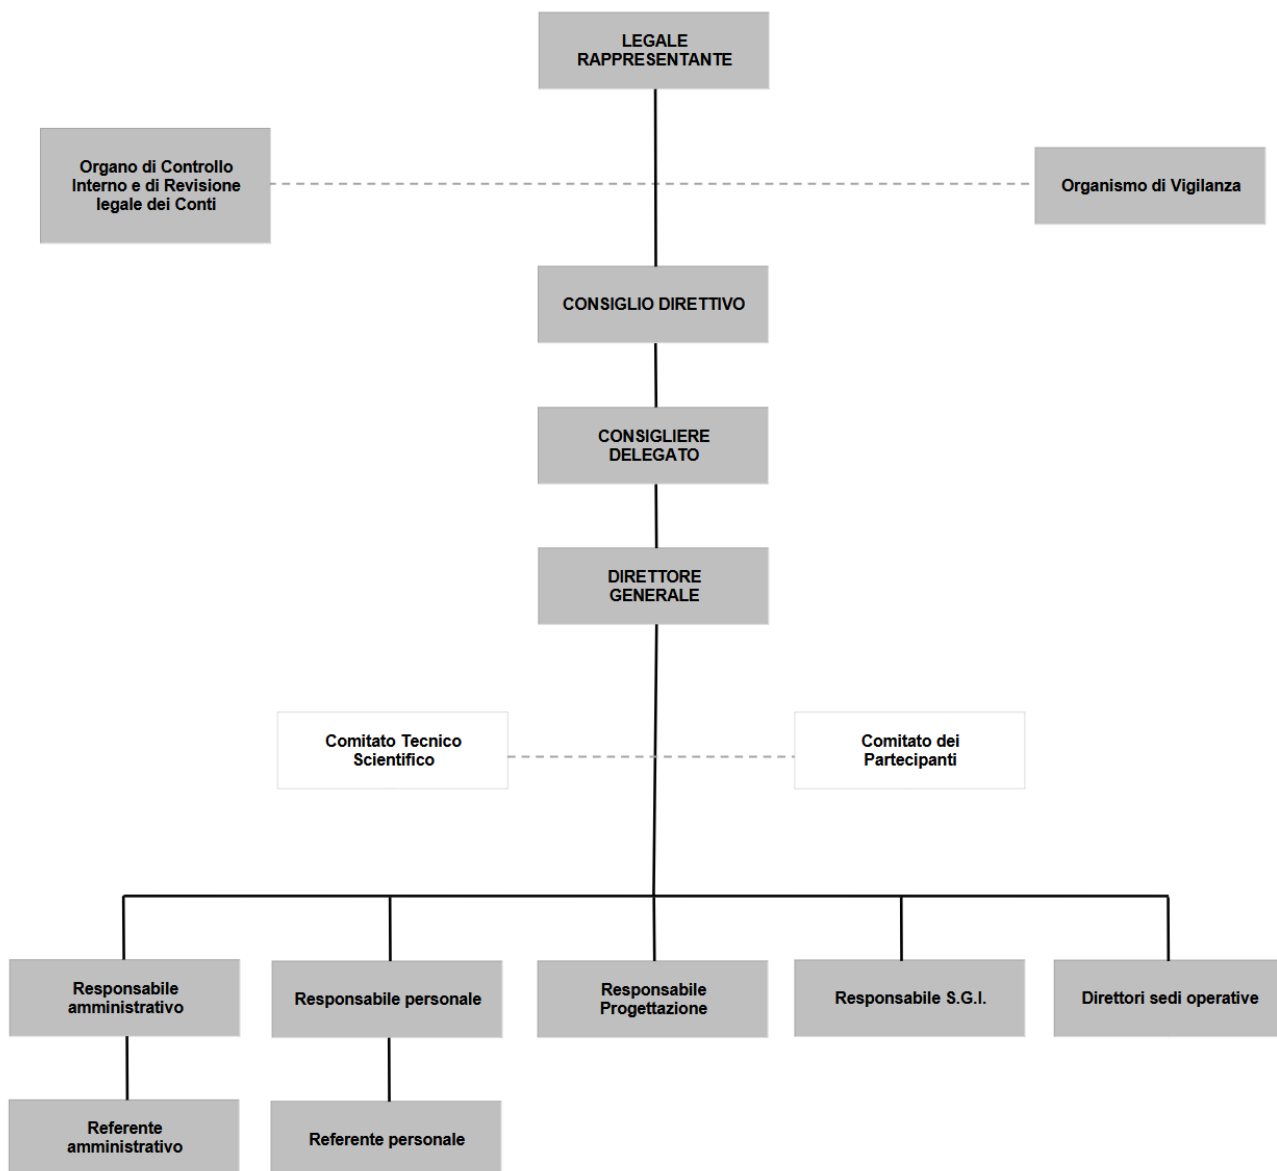 LEGALE
RAPPRESENTANTE
Organo di Controllo
Interno e di Revisione
legale dei Conti
Organismo di Vigilanza
CONSIGLIO DIRETTIVO
CONSIGLIERE
DELEGATO
DIRETTORE
GENERALE
Comitato Tecnico
Scientifico
Comitato dei
Partecipanti
Responsabile
amministrativo
Responsabile personale
Responsabile
Progettazione
Responsabile S.G.I.
Direttori sedi operative
Referente
amministrativo
Referente personale